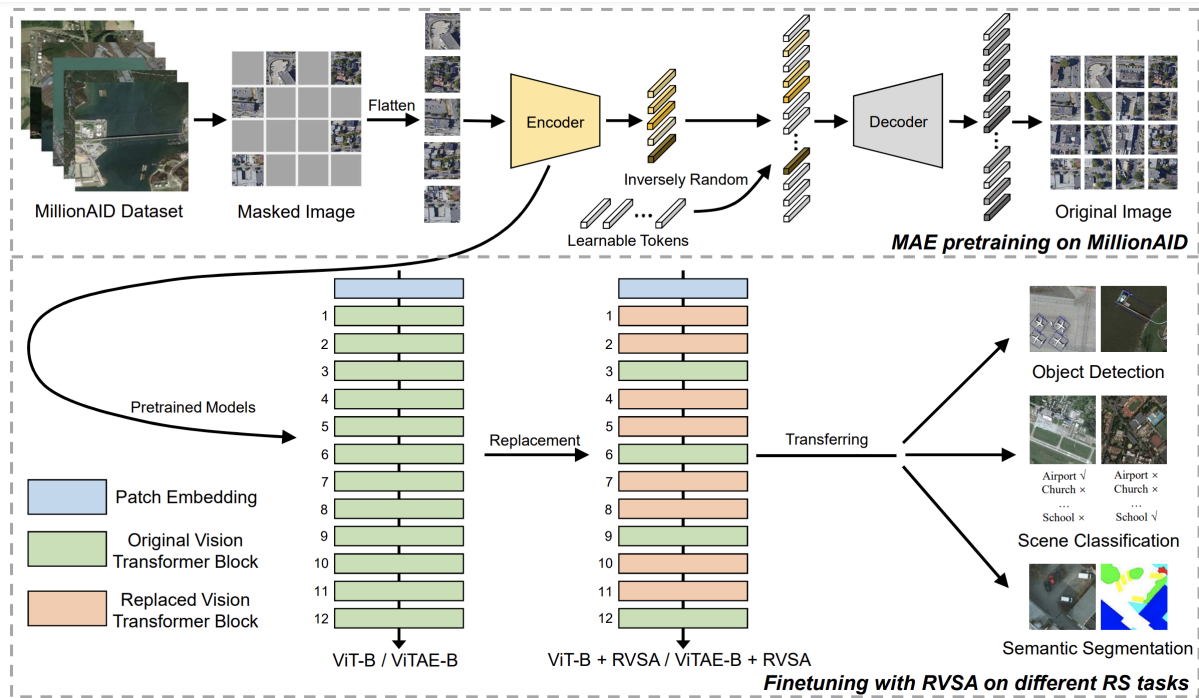 Flatten
Encoder
Decoder
Inversely Random
MillionAID Dataset
Masked Image
Learnable Tokens
Original Image
MAE pretraining on MillionAID
1
2
3
4
5
6
7
8
9
10
11
12
1
2
3
4
5
6
7
8
9
10
11
12
Pretrained Models
Replacement
Transferring
Patch Embedding
Original Vision
Transformer Block
Replaced Vision
Transformer Block
ViT-B / ViTAE-B
ViT-B + RVSA / ViTAE-B + RVSA
Object Detection
Airport √ Airport ×
Church × Church ×
... ...
School × School √
Scene Classification
Semantic Segmentation
Finetuning with RVSA on different RS tasks